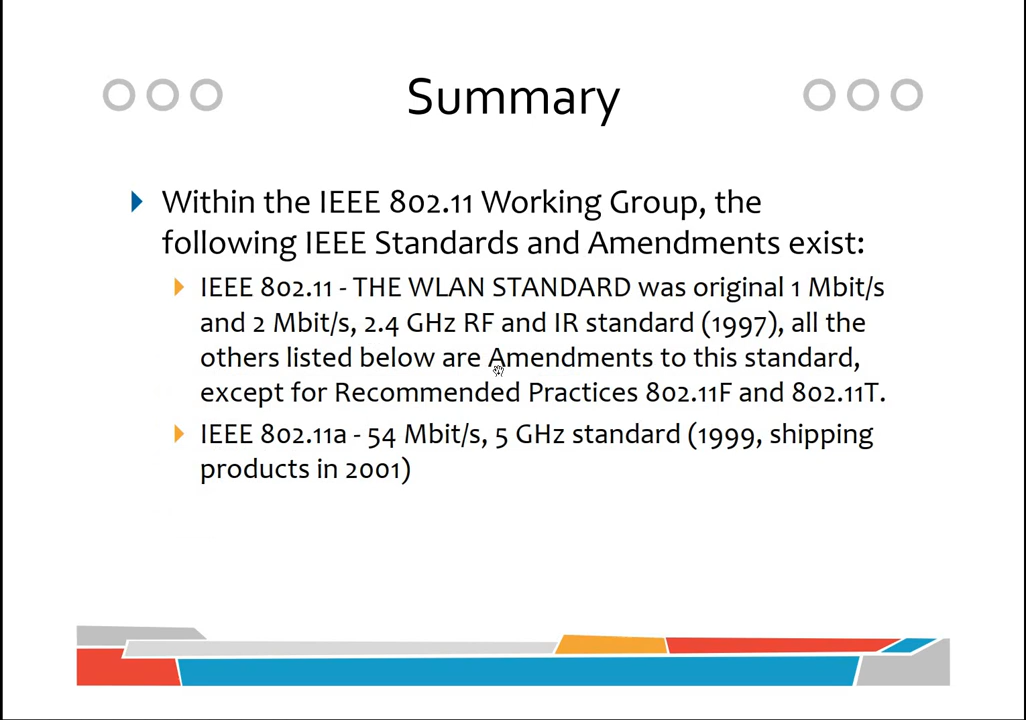 Summary
Within the IEEE 802.11 Working Group, the
following IEEE Standards and Amendments exist:
IEEE 802.11 - THE WLAN STANDARD was original 1 Mbit/s
and 2 Mbit/s, 2.4 GHz RF and IR standard (1997), all the
others listed below are Amendments to this standard,
except for Recommended Practices 802.11F and 802.11T.
IEEE 802.11a - 54 Mbit/s, 5 GHz standard (1999, shipping
products in 2001)